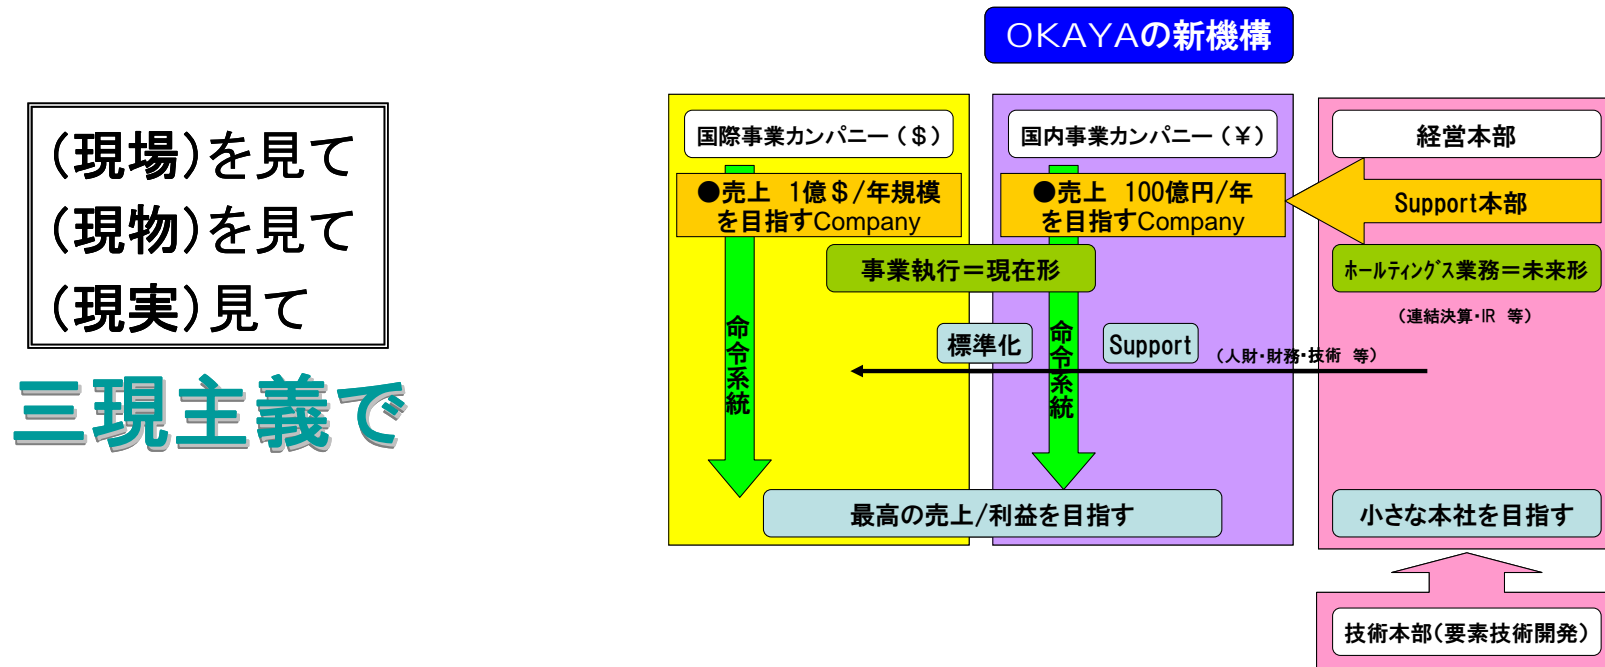 OKAYAの新機構
(現場)を見て
(現物)を見て
(現実)見て
三現主義で
国際事業カンパニー(＄)
●売上 1億＄/年規模
を目指すCompany
国内事業カンパニー(￥)
●売上 100億円/年
を目指すCompany
経営本部
Support本部
事業執行＝現在形
ﾎｰﾙﾃｨﾝｸﾞｽ業務＝未来形
(連結決算・IR 等)
命令系統
標準化
命令系統
Support
(人財・財務・技術 等)
最高の売上/利益を目指す
小さな本社を目指す
技術本部(要素技術開発)